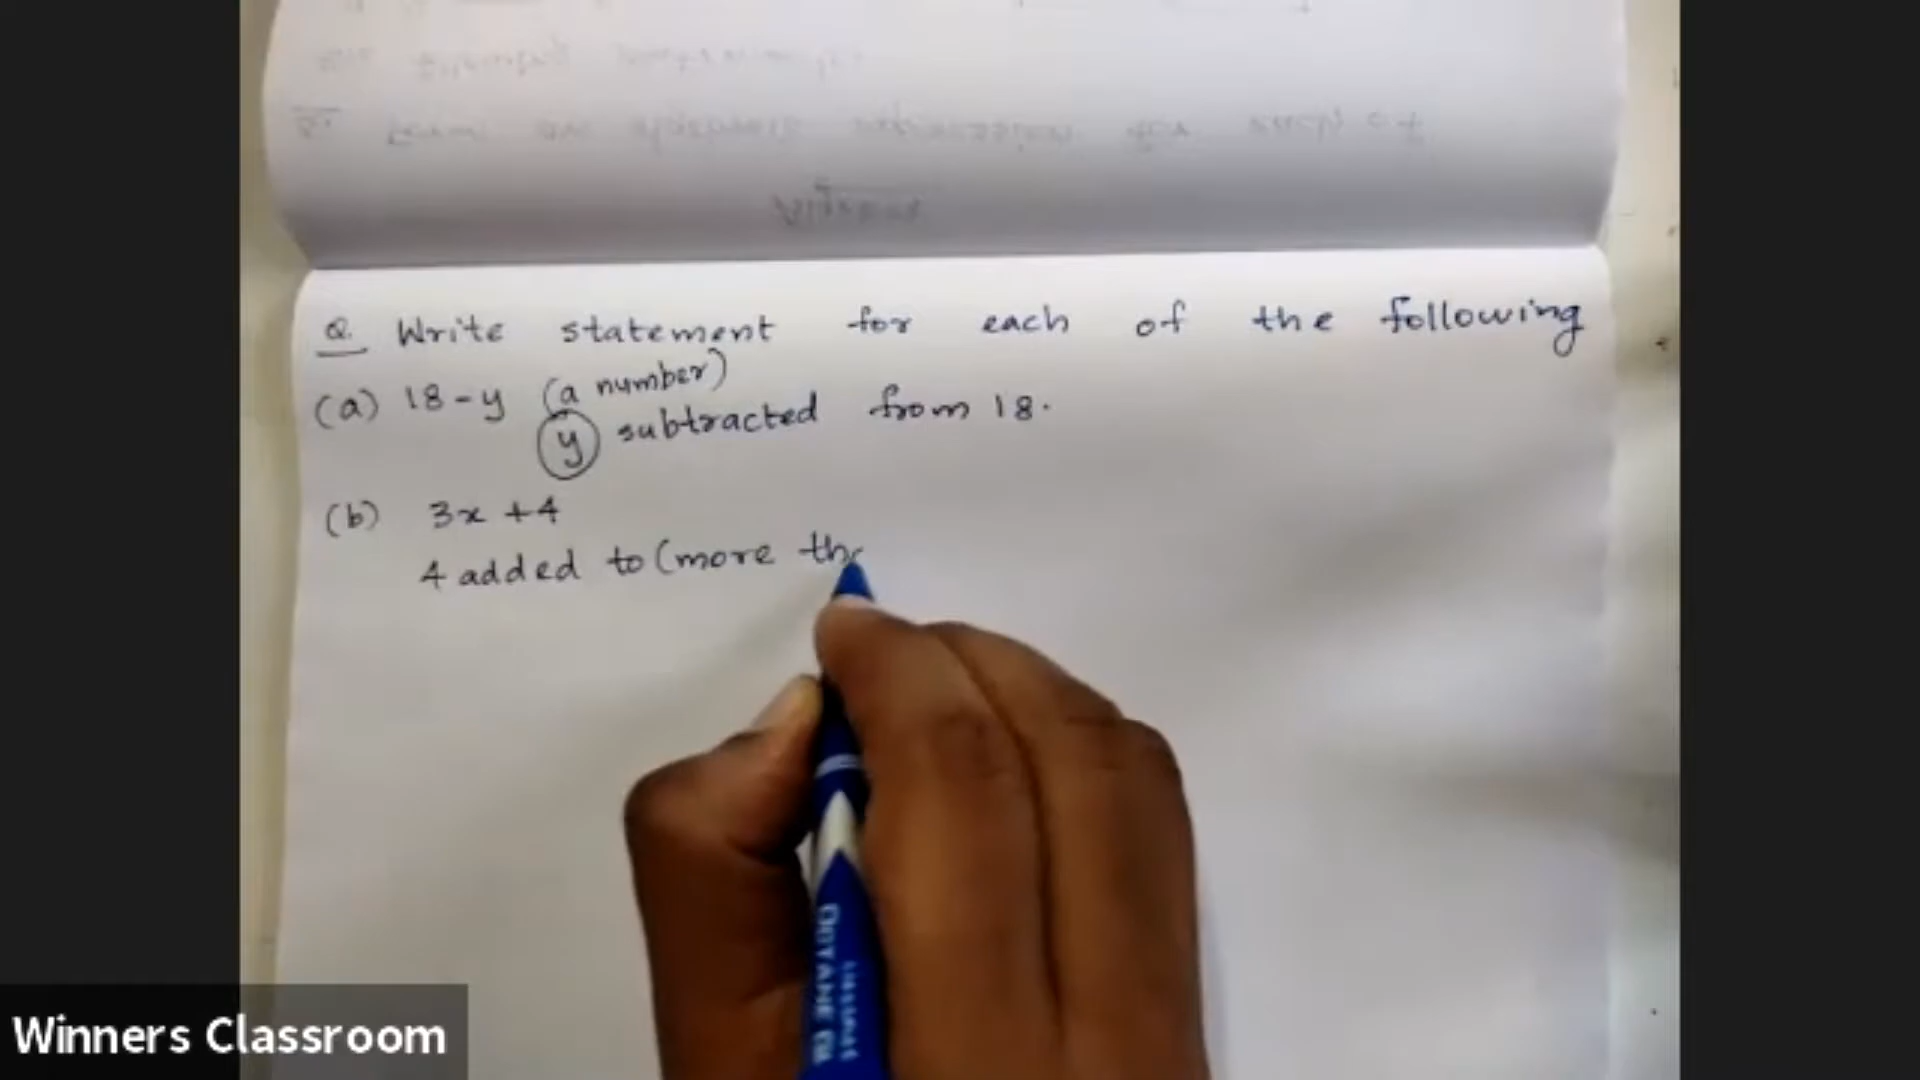 Q. Write statement for each of the following
(a) 18-y (a number)
y subtracted from 18.
(b) 3x +4
4 added to (more
Winners Classroom